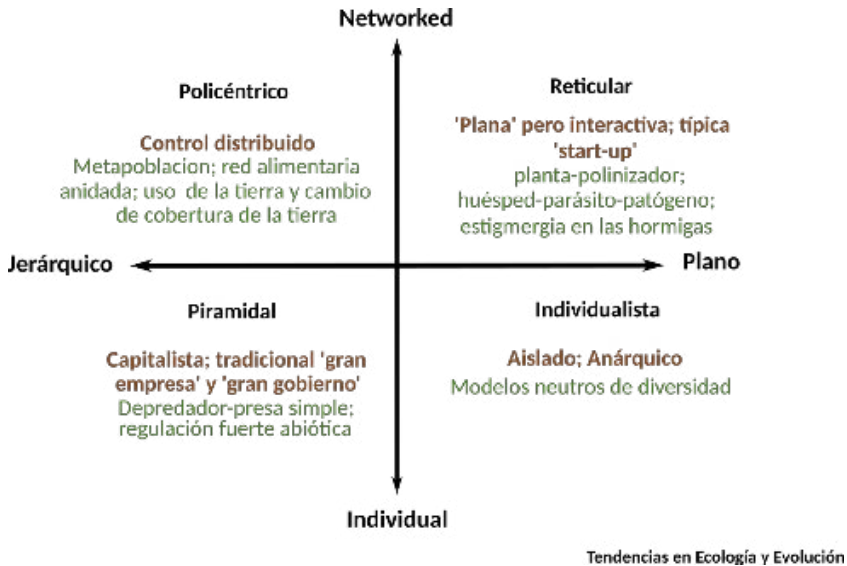 Networked
Policéntrico
Control distribuido
Metapoblacion; red alimentaria
anidada; uso de la tierra y cambio
de cobertura de la tierra
Reticular
'Plana' pero interactiva; típica
'start-up'
planta-polinizador;
huésped-parásito-patógeno;
estigmergia en las hormigas
Jerárquico
Plano
Piramidal
Capitalista; tradicional 'gran
empresa' y 'gran gobierno'
Depredador-presa simple;
regulación fuerte abiótica
Individualista
Aislado; Anárquico
Modelos neutros de diversidad
Individual
Tendencias en Ecología y Evolución